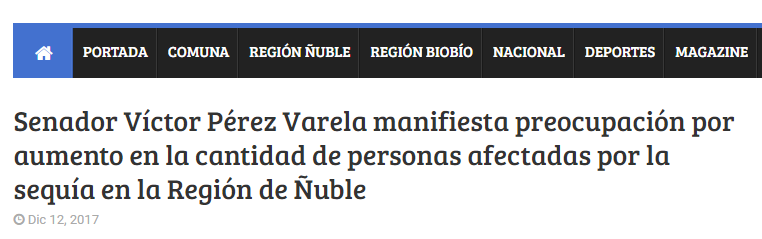 PORTADA COMUNA REGIÓN ÑUBLE REGIÓN BIOBÍO NACIONAL DEPORTES MAGAZINE
Senador Víctor Pérez Varela manifiesta preocupación por
aumento en la cantidad de personas afectadas por la
sequía en la Región de Ñuble
Dic 12, 2017